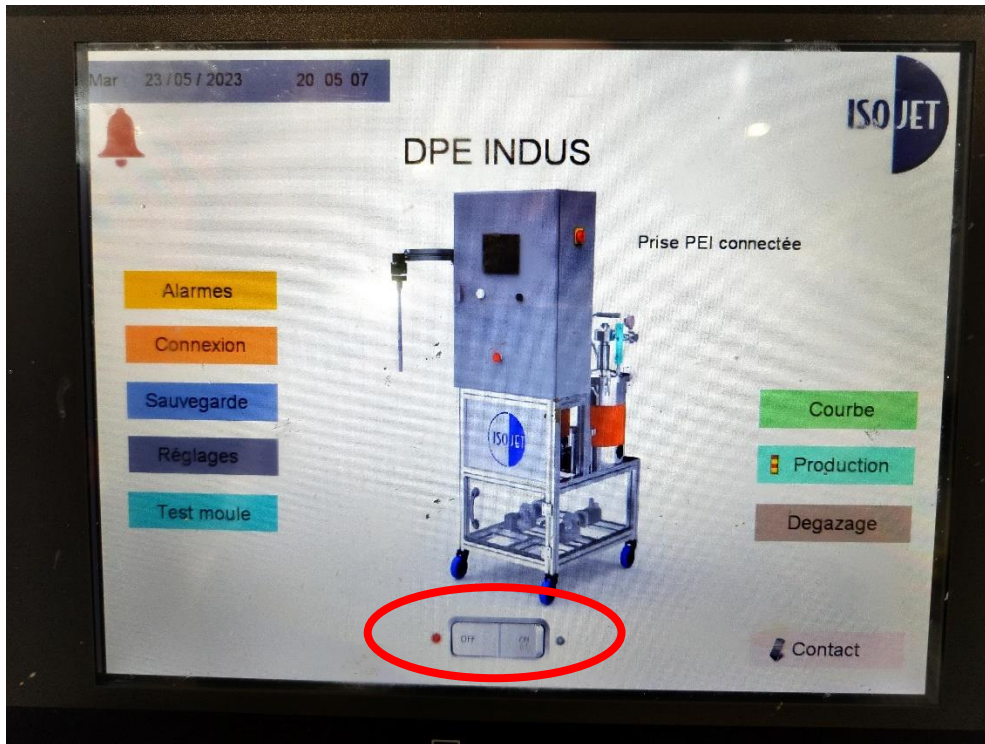 Mar 23/05/2023 20 05 07
ISOJET
DPE INDUS
Prise PEI connectée
Alarmes
Connexion
Sauvegarde
Réglages
Test moule
ISOJET
Courbe
Production
Degazage
OFF ON
Contact